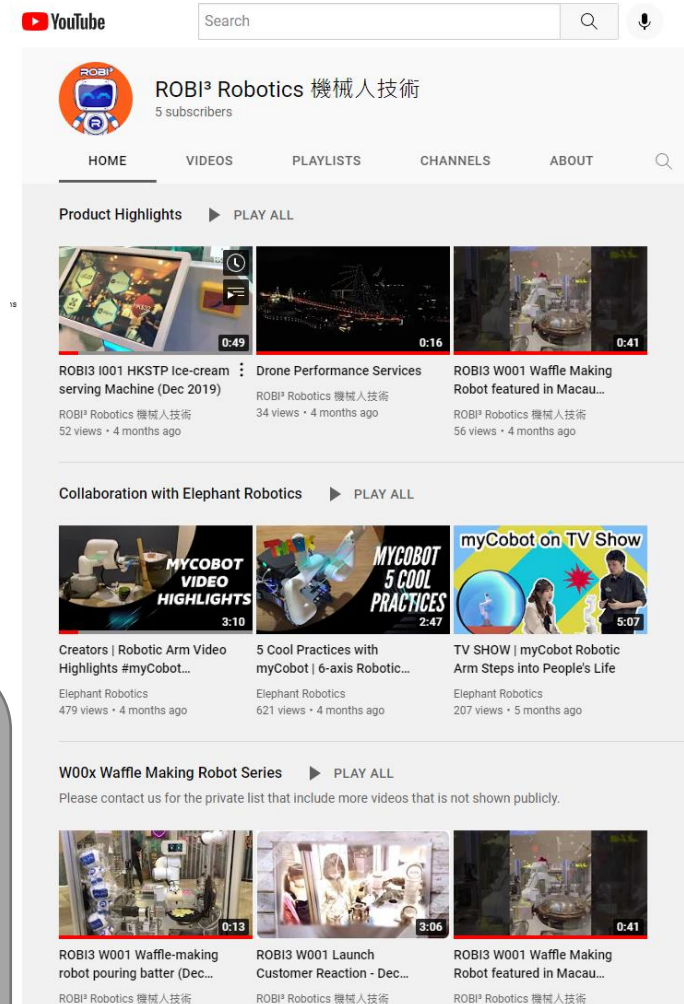 YouTube
Search
ROBI³
ROBI³ Robotics 機械人技術
5 subscribers
HOME VIDEOS PLAYLISTS CHANNELS ABOUT
Product Highlights PLAY ALL
0:49 0:16 0:41
ROBI3 I001 HKSTP Ice-cream
serving Machine (Dec 2019)
ROBI³ Robotics 機械人技術
52 views • 4 months ago
Drone Performance Services
ROBI³ Robotics 機械人技術
34 views • 4 months ago
ROBI3 W001 Waffle Making
Robot featured in Macau...
ROBI³ Robotics 機械人技術
56 views • 4 months ago
Collaboration with Elephant Robotics PLAY ALL
MYCOBOT
VIDEO
HIGHLIGHTS
3:10
MYCOBOT
5 COOL
PRACTICES
2:47
myCobot on TV Show
5:07
Creators | Robotic Arm Video
Highlights #myCobot...
Elephant Robotics
479 views • 4 months ago
5 Cool Practices with
myCobot | 6-axis Robotic...
Elephant Robotics
621 views • 4 months ago
TV SHOW | myCobot Robotic
Arm Steps into People's Life
Elephant Robotics
207 views • 5 months ago
W00x Waffle Making Robot Series PLAY ALL
Please contact us for the private list that include more videos that is not shown publicly.
0:13 3:06 0:41
ROBI3 W001 Waffle-making
robot pouring batter (Dec...
ROBI³ Robotics 機械人技術
ROBI3 W001 Launch
Customer Reaction - Dec...
ROBI³ Robotics 機械人技術
ROBI3 W001 Waffle Making
Robot featured in Macau...
ROBI³ Robotics 機械人技術